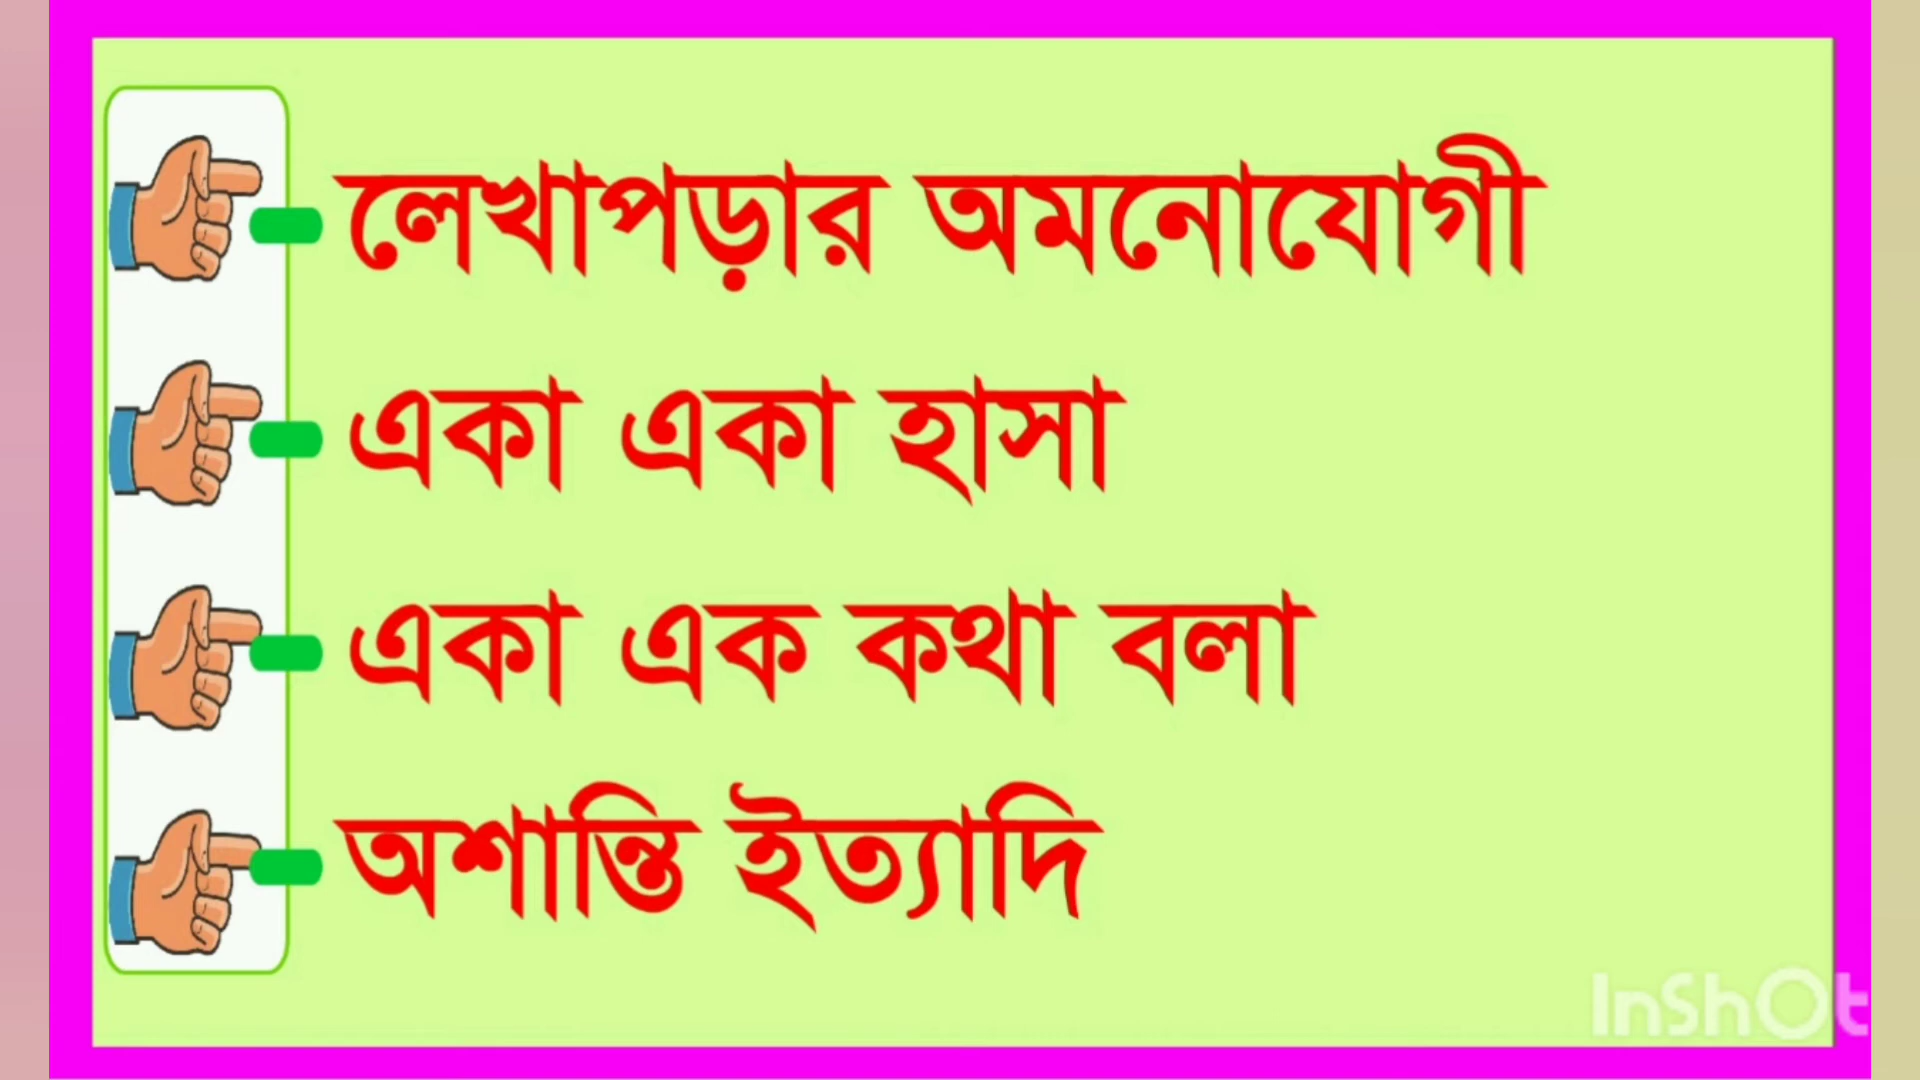 লেখাপড়ার অমনোযোগী
একা একা হাসা
একা এক কথা বলা
অশান্তি ইত্যাদি
InShOt